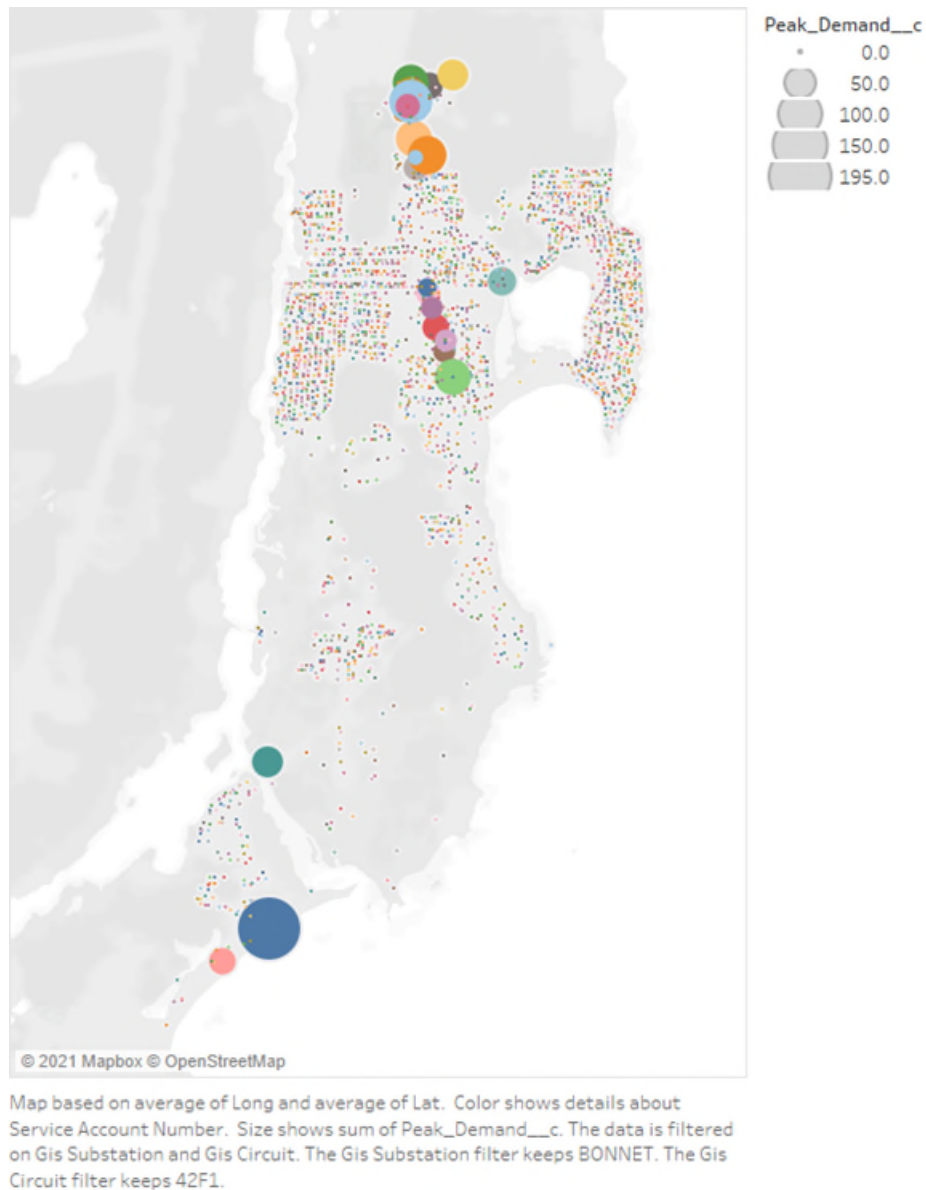 Peak_Demand__c
0.0
50.0
100.0
150.0
195.0
© 2021 Mapbox © OpenStreetMap
Map based on average of Long and average of Lat. Color shows details about
Service Account Number. Size shows sum of Peak_Demand__c. The data is filtered
on Gis Substation and Gis Circuit. The Gis Substation filter keeps BONNET. The Gis
Circuit filter keeps 42F1.